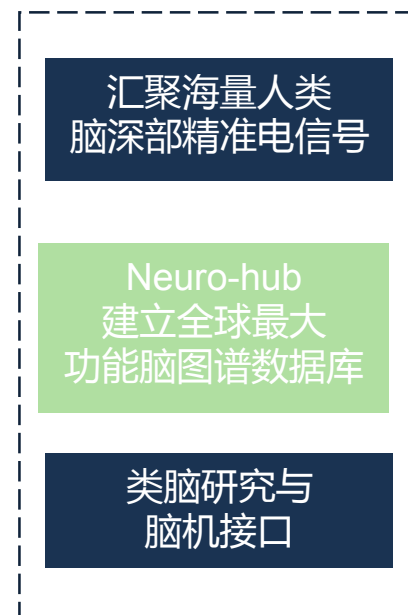 汇聚海量人类
脑深部精准电信号
Neuro-hub
建立全球最大
功能脑图谱数据库
类脑研究与
脑机接口